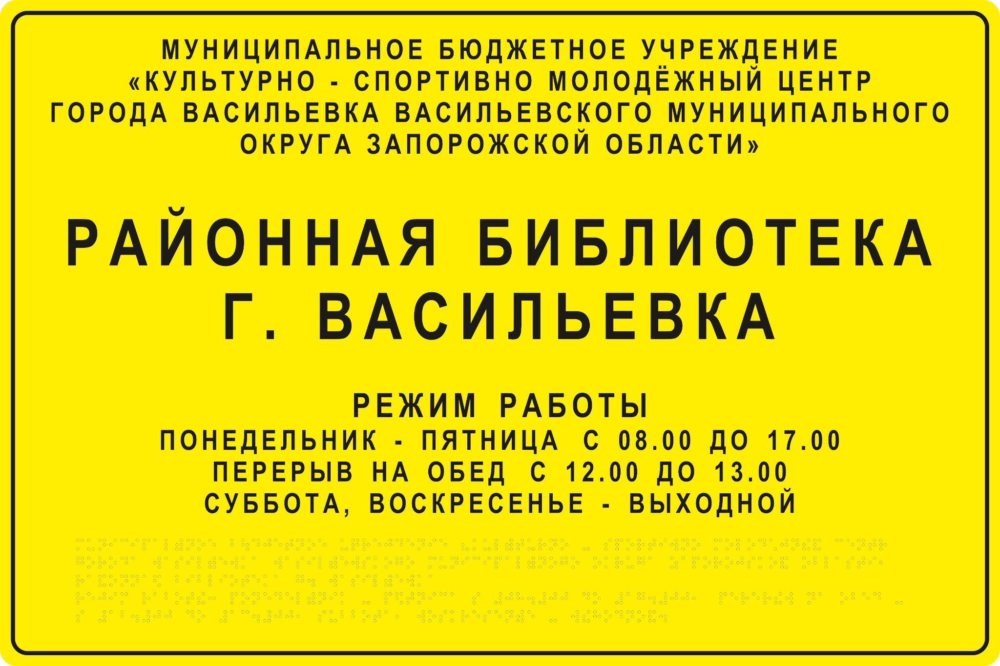 МУНИЦИПАЛЬНОЕ БЮДЖЕТНОЕ УЧРЕЖДЕНИЕ
«КУЛЬТУРНО - СПОРТИВНО МОЛОДЁЖНЫЙ ЦЕНТР
ГОРОДА ВАСИЛЬЕВКА ВАСИЛЬЕВСКОГО МУНИЦИПАЛЬНОГО
ОКРУГА ЗАПОРОЖСКОЙ ОБЛАСТИ»
РАЙОННАЯ БИБЛИОТЕКА
Г. ВАСИЛЬЕВКА
РЕЖИМ РАБОТЫ
ПОНЕДЕЛЬНИК - ПЯТНИЦА С 08.00 ДО 17.00
ПЕРЕРЫВ НА ОБЕД С 12.00 ДО 13.00
СУББОТА, ВОСКРЕСЕНЬЕ - ВЫХОДНОЙ